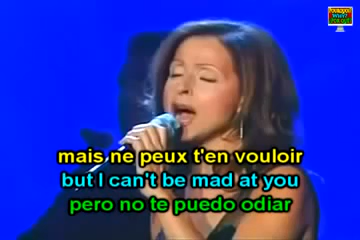 mais ne peux t'en vouloir
but I can't be mad at you
pero no te puedo odiar